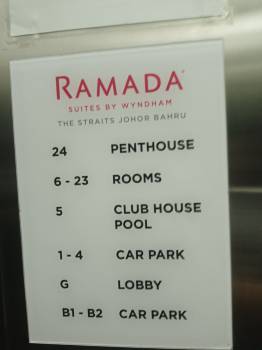 RAMADA
SUITES BY WYNDHAM
THE STRAITS JOHOR BAHRU
24 PENTHOUSE
6 - 23 ROOMS
5 CLUB HOUSE
POOL
1 - 4 CAR PARK
G LOBBY
B1 - B2 CAR PARK